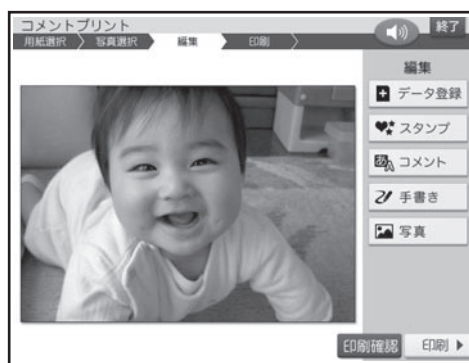 コメントプリント
終了
用紙選択 写真選択 編集 印刷
編集
データ登録
スタンプ
あA コメント
手書き
写真
印刷確認 印刷